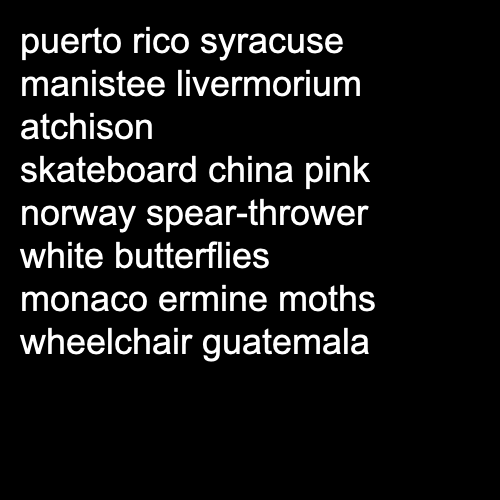 puerto rico syracuse
manistee livermorium
atchison
skateboard china pink
norway spear-thrower
white butterflies
monaco ermine moths
wheelchair guatemala